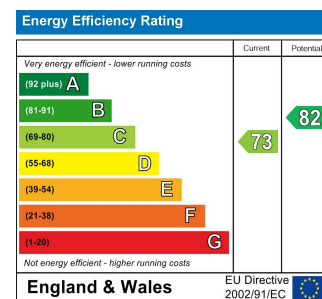 Energy Efficiency Rating
Current Potential
Very energy efficient - lower running costs
(92 plus) A
(81-91) B
(69-80) C
(55-68) D
(39-54) E
(21-38) F
(1-20) G
73
82
Not energy efficient - higher running costs
England & Wales
EU Directive
2002/91/EC